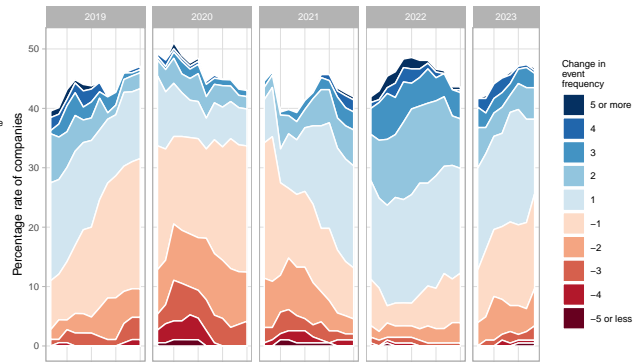 2019 2020 2021 2022 2023
Percentage rate of companies
50
40
30
20
10
0
Change in
event
frequency
5 or more
4
3
2
1
−1
−2
−3
−4
−5 or less